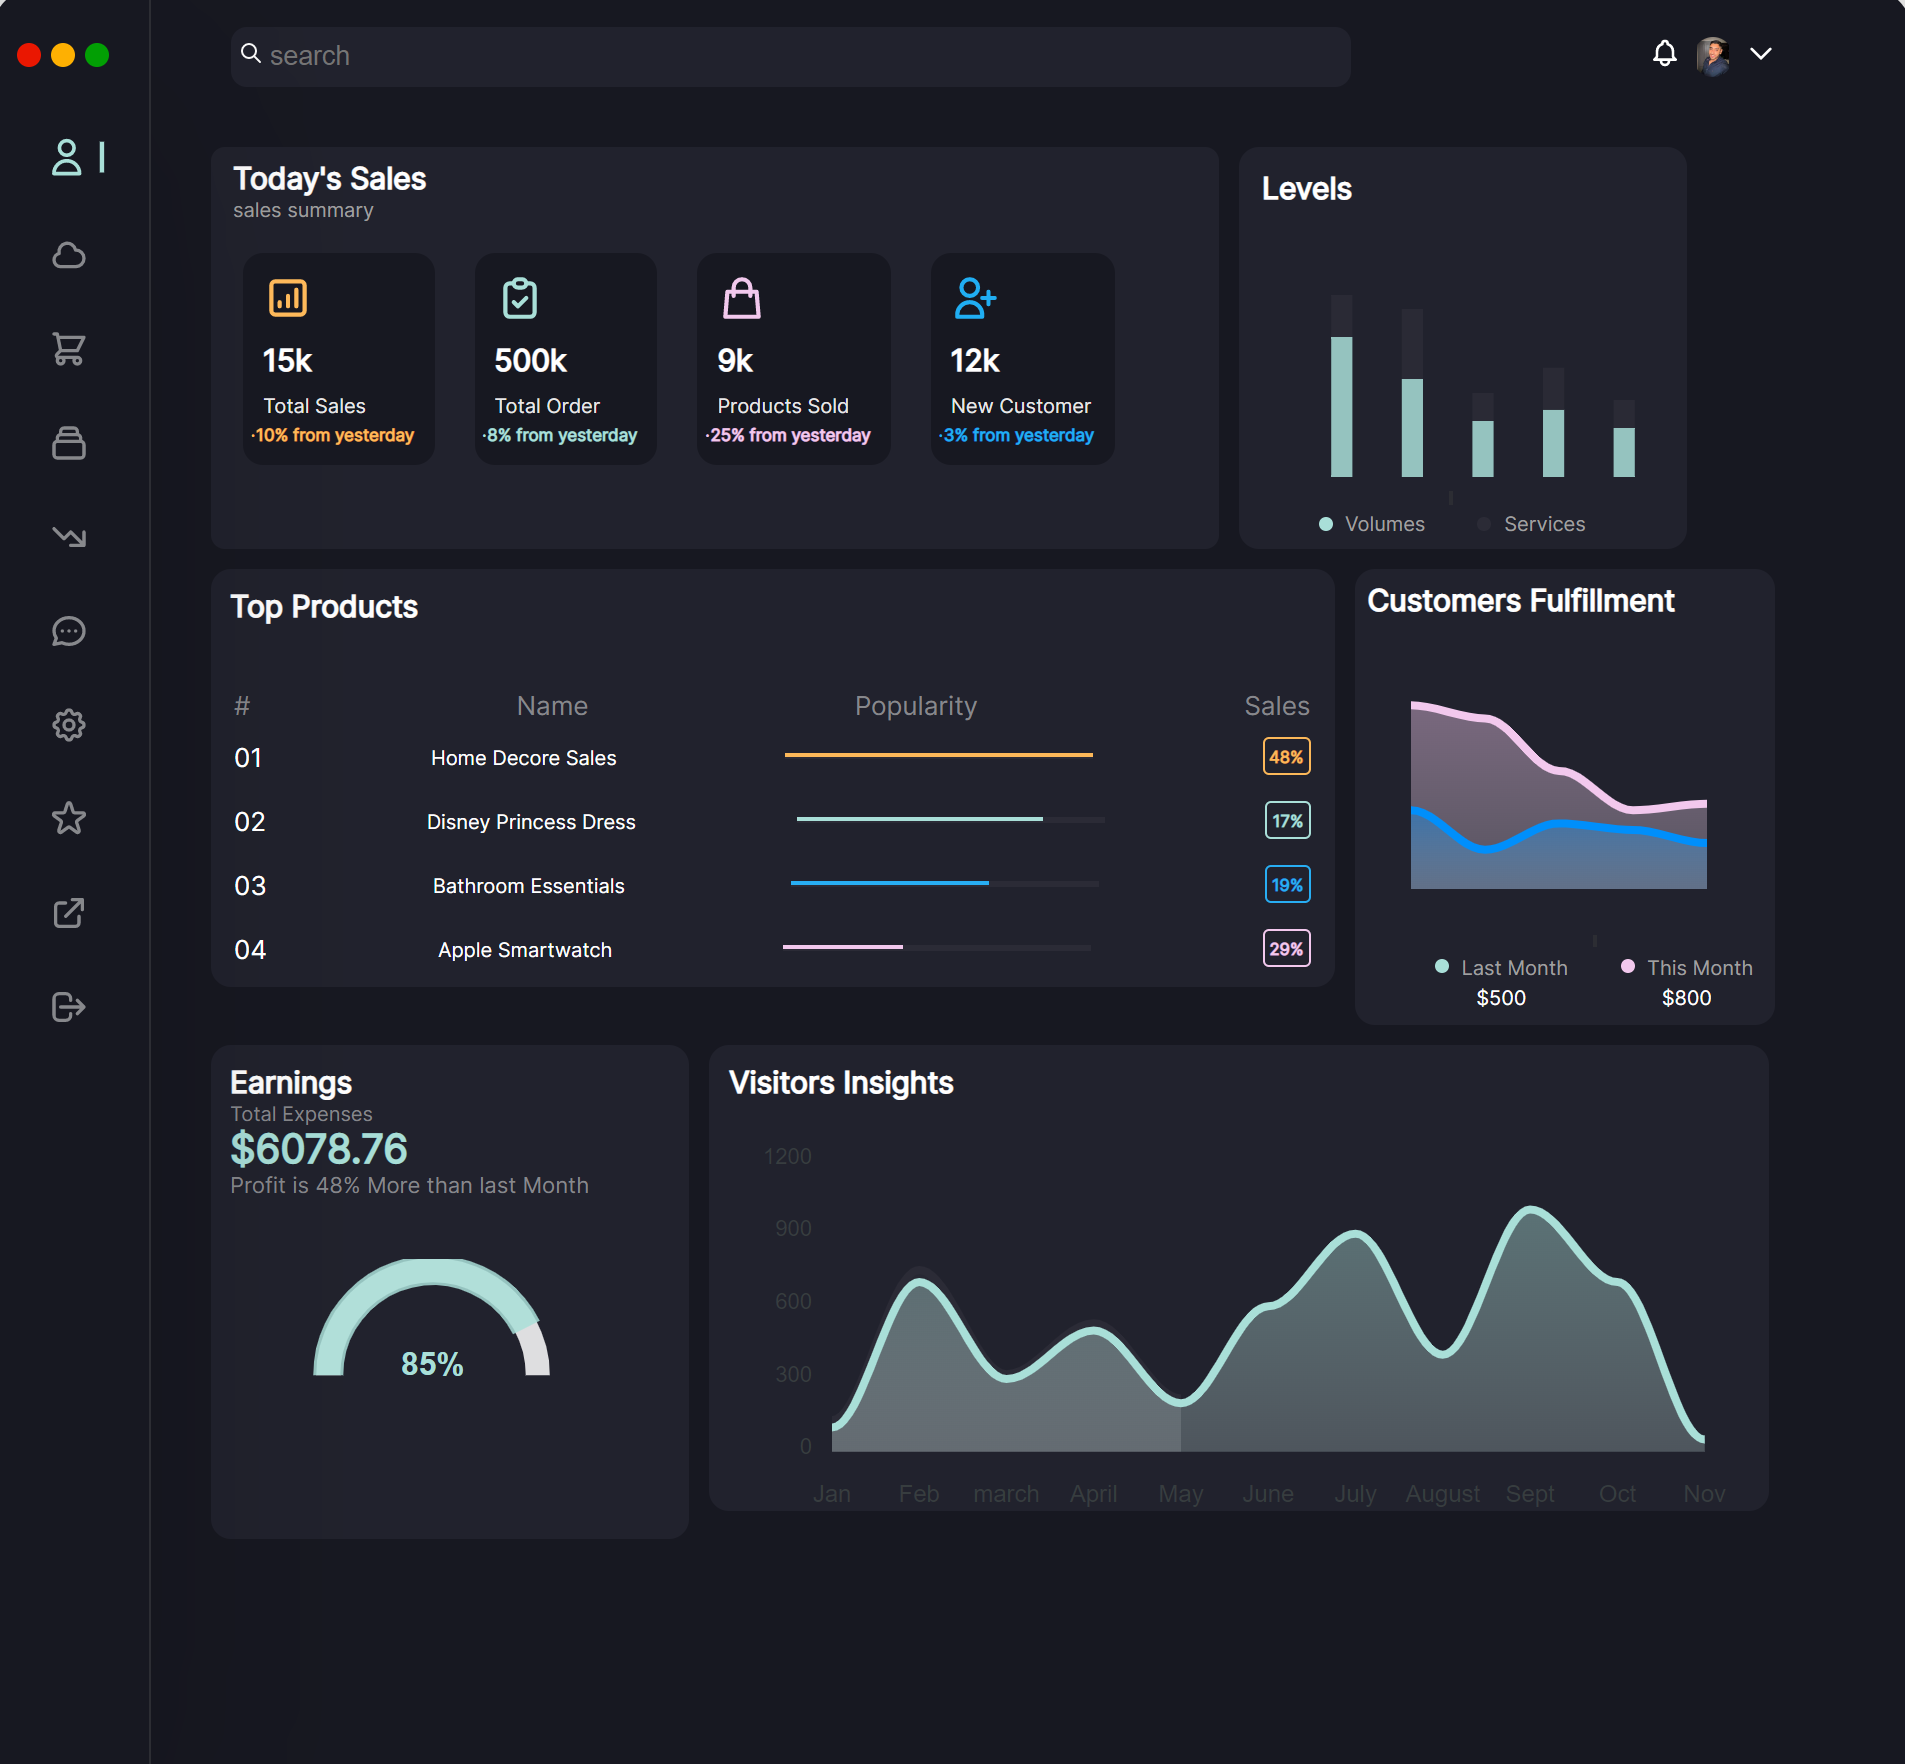 search
Today's Sales
sales summary
15k
Total Sales
·10% from yesterday
500k
Total Order
·8% from yesterday
9k
Products Sold
·25% from yesterday
12k
New Customer
·3% from yesterday
Levels
Volumes
Services
Top Products
# Name Popularity Sales
01 Home Decore Sales 48%
02 Disney Princess Dress 17%
03 Bathroom Essentials 19%
04 Apple Smartwatch 29%
Customers Fulfillment
Last Month
$500
This Month
$800
Earnings
Total Expenses
$6078.76
Profit is 48% More than last Month
85%
Visitors Insights
1200
900
600
300
0
Jan Feb march April May June July August Sept Oct Nov